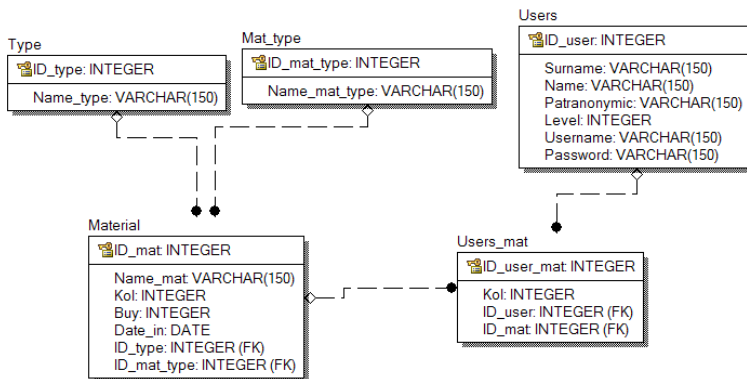 Type
ID_type: INTEGER
Name_type: VARCHAR(150)
Mat_type
ID_mat_type: INTEGER
Name_mat_type: VARCHAR(150)
Users
ID_user: INTEGER
Surname: VARCHAR(150)
Name: VARCHAR(150)
Patranonymic: VARCHAR(150)
Level: INTEGER
Username: VARCHAR(150)
Password: VARCHAR(150)
Material
ID_mat: INTEGER
Name_mat: VARCHAR(150)
Kol: INTEGER
Buy: INTEGER
Date_in: DATE
ID_type: INTEGER (FK)
ID_mat_type: INTEGER (FK)
Users_mat
ID_user_mat: INTEGER
Kol: INTEGER
ID_user: INTEGER (FK)
ID_mat: INTEGER (FK)